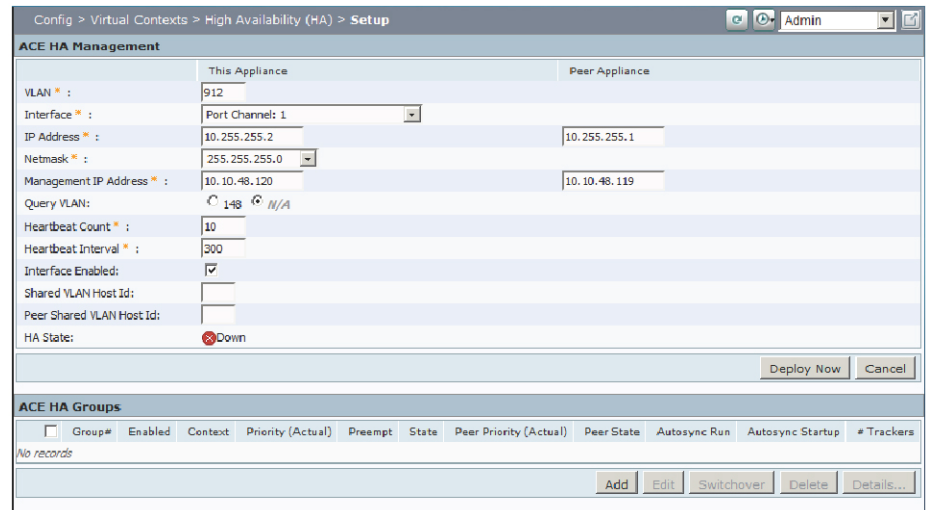 Config > Virtual Contexts > High Availability (HA) > Setup Admin
ACE HA Management
This Appliance Peer Appliance
VLAN * : 912
Interface * : Port Channel: 1
IP Address * : 10.255.255.2 10.255.255.1
Netmask * : 255.255.255.0
Management IP Address * : 10.10.48.120 10.10.48.119
Query VLAN: 148 N/A
Heartbeat Count * : 10
Heartbeat Interval * : 300
Interface Enabled:
Shared VLAN Host Id:
Peer Shared VLAN Host Id:
HA State: Down
Deploy Now Cancel
ACE HA Groups
Group# Enabled Context Priority (Actual) Preempt State Peer Priority (Actual) Peer State Autosync Run Autosync Startup # Trackers
No records
Add Edit Switchover Delete Details...